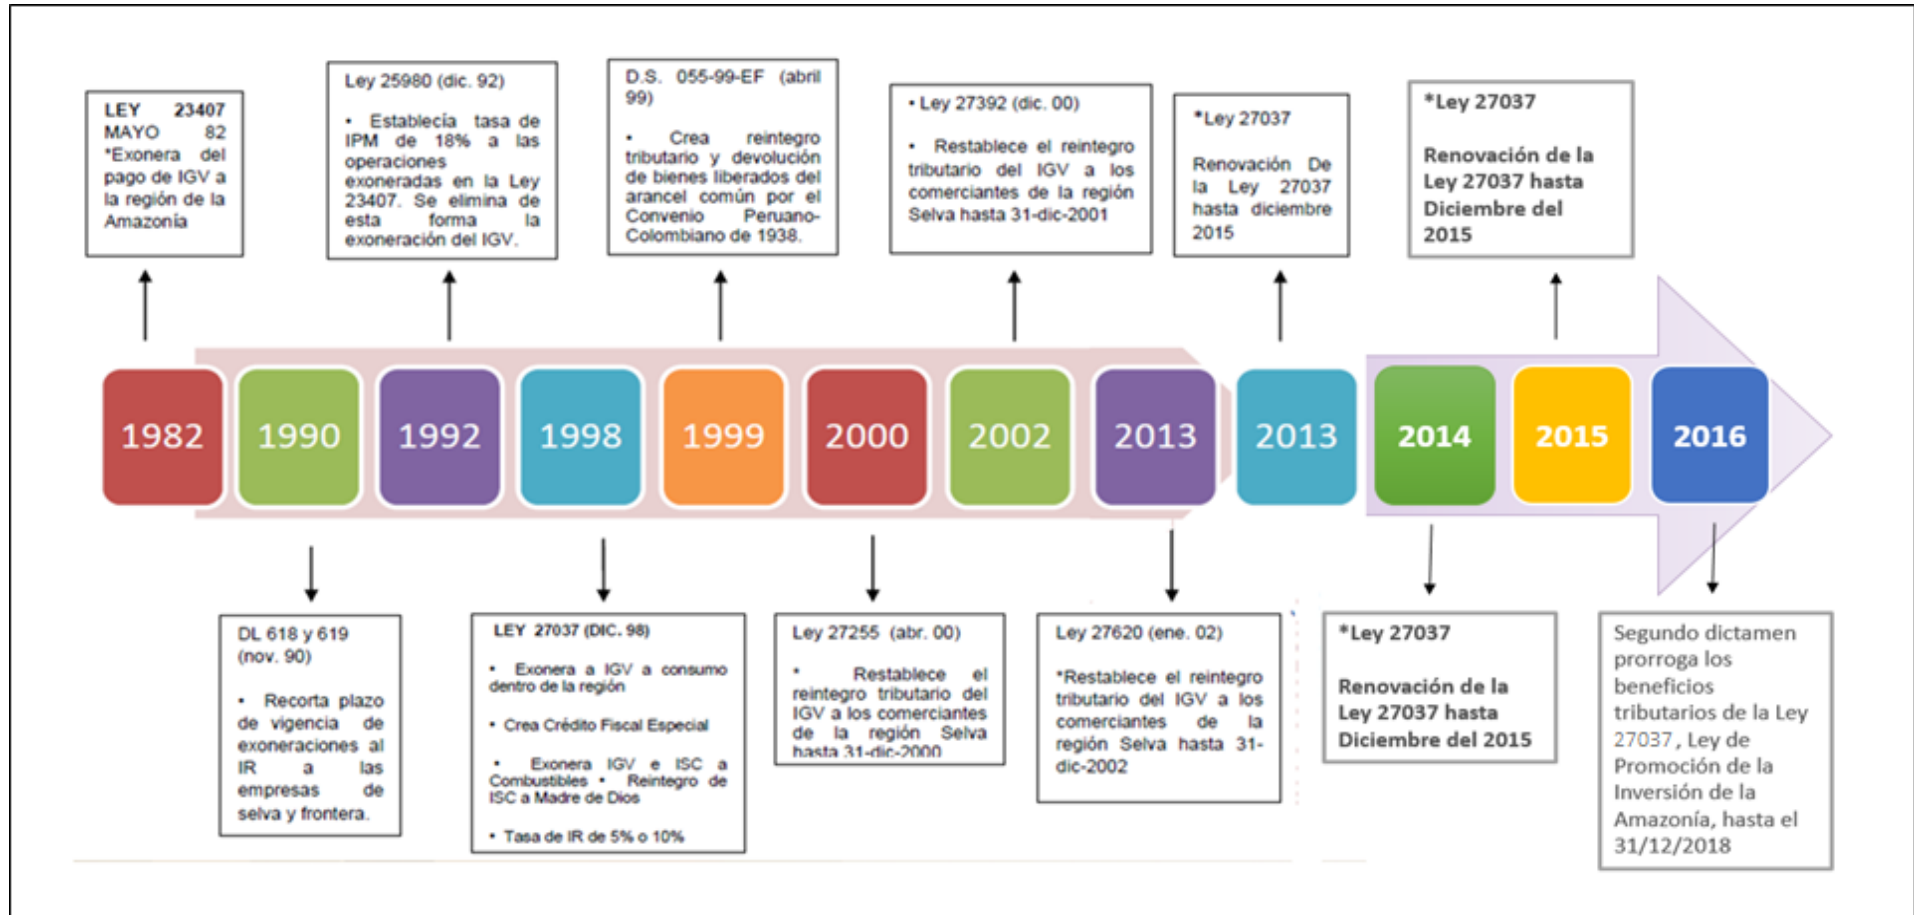 LEY 23407
MAYO 82
*Exonera del
pago de IGV a
la región de la
Amazonía
Ley 25980 (dic. 92)
• Establecía tasa de
IPM de 18% a las
operaciones
exoneradas en la Ley
23407. Se elimina de
esta forma la
exoneración del IGV.
D.S. 055-99-EF (abril
99)
• Crea reintegro
tributario y devolución
de bienes liberados del
arancel común por el
Convenio Peruano-
Colombiano de 1938.
• Ley 27392 (dic. 00)
• Restablece el reintegro
tributario del IGV a los
comerciantes de la región
Selva hasta 31-dic-2001
*Ley 27037
Renovación De
la Ley 27037
hasta diciembre
2015
*Ley 27037
Renovación de la
Ley 27037 hasta
Diciembre del
2015
1982
1990
1992
1998
1999
2000
2002
2013
2013
2014
2015
2016
DL 618 y 619
(nov. 90)
• Recorta plazo
de vigencia de
exoneraciones al
IR a las
empresas de
selva y frontera.
LEY 27037 (DIC. 98)
• Exonera a IGV a consumo
dentro de la región
• Crea Crédito Fiscal Especial
• Exonera IGV e ISC a
Combustibles • Reintegro de
ISC a Madre de Dios
• Tasa de IR de 5% o 10%
Ley 27255 (abr. 00)
• Restablece el
reintegro tributario del
IGV a los comerciantes
de la región Selva
hasta 31-dic-2000
Ley 27620 (ene. 02)
*Restablece el reintegro
tributario del IGV a los
comerciantes de la
región Selva hasta 31-
dic-2002
*Ley 27037
Renovación de la
Ley 27037 hasta
Diciembre del 2015
Segundo dictamen
prorroga los
beneficios
tributarios de la Ley
27037 , Ley de
Promoción de la
Inversión de la
Amazonía, hasta el
31/12/2018